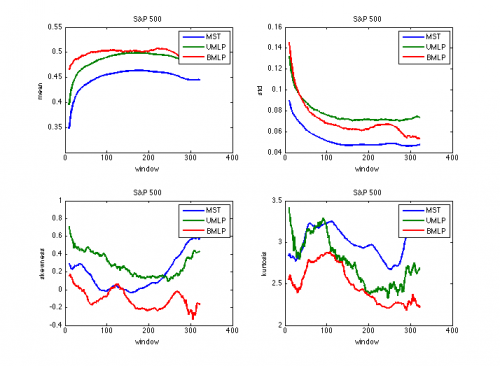 S&P 500
0.55
0.5
0.45
0.4
0.35
mean
MST
UMLP
BMLP
0
100
200
300
400
window
S&P 500
0.16
0.14
0.12
0.1
0.08
0.06
0.04
std
MST
UMLP
BMLP
0
100
200
300
400
window
S&P 500
1
0.8
0.6
0.4
0.2
0
-0.2
-0.4
skewness
MST
UMLP
BMLP
0
100
200
300
400
window
S&P 500
3.5
3
2.5
2
kurtosis
MST
UMLP
BMLP
0
100
200
300
400
window